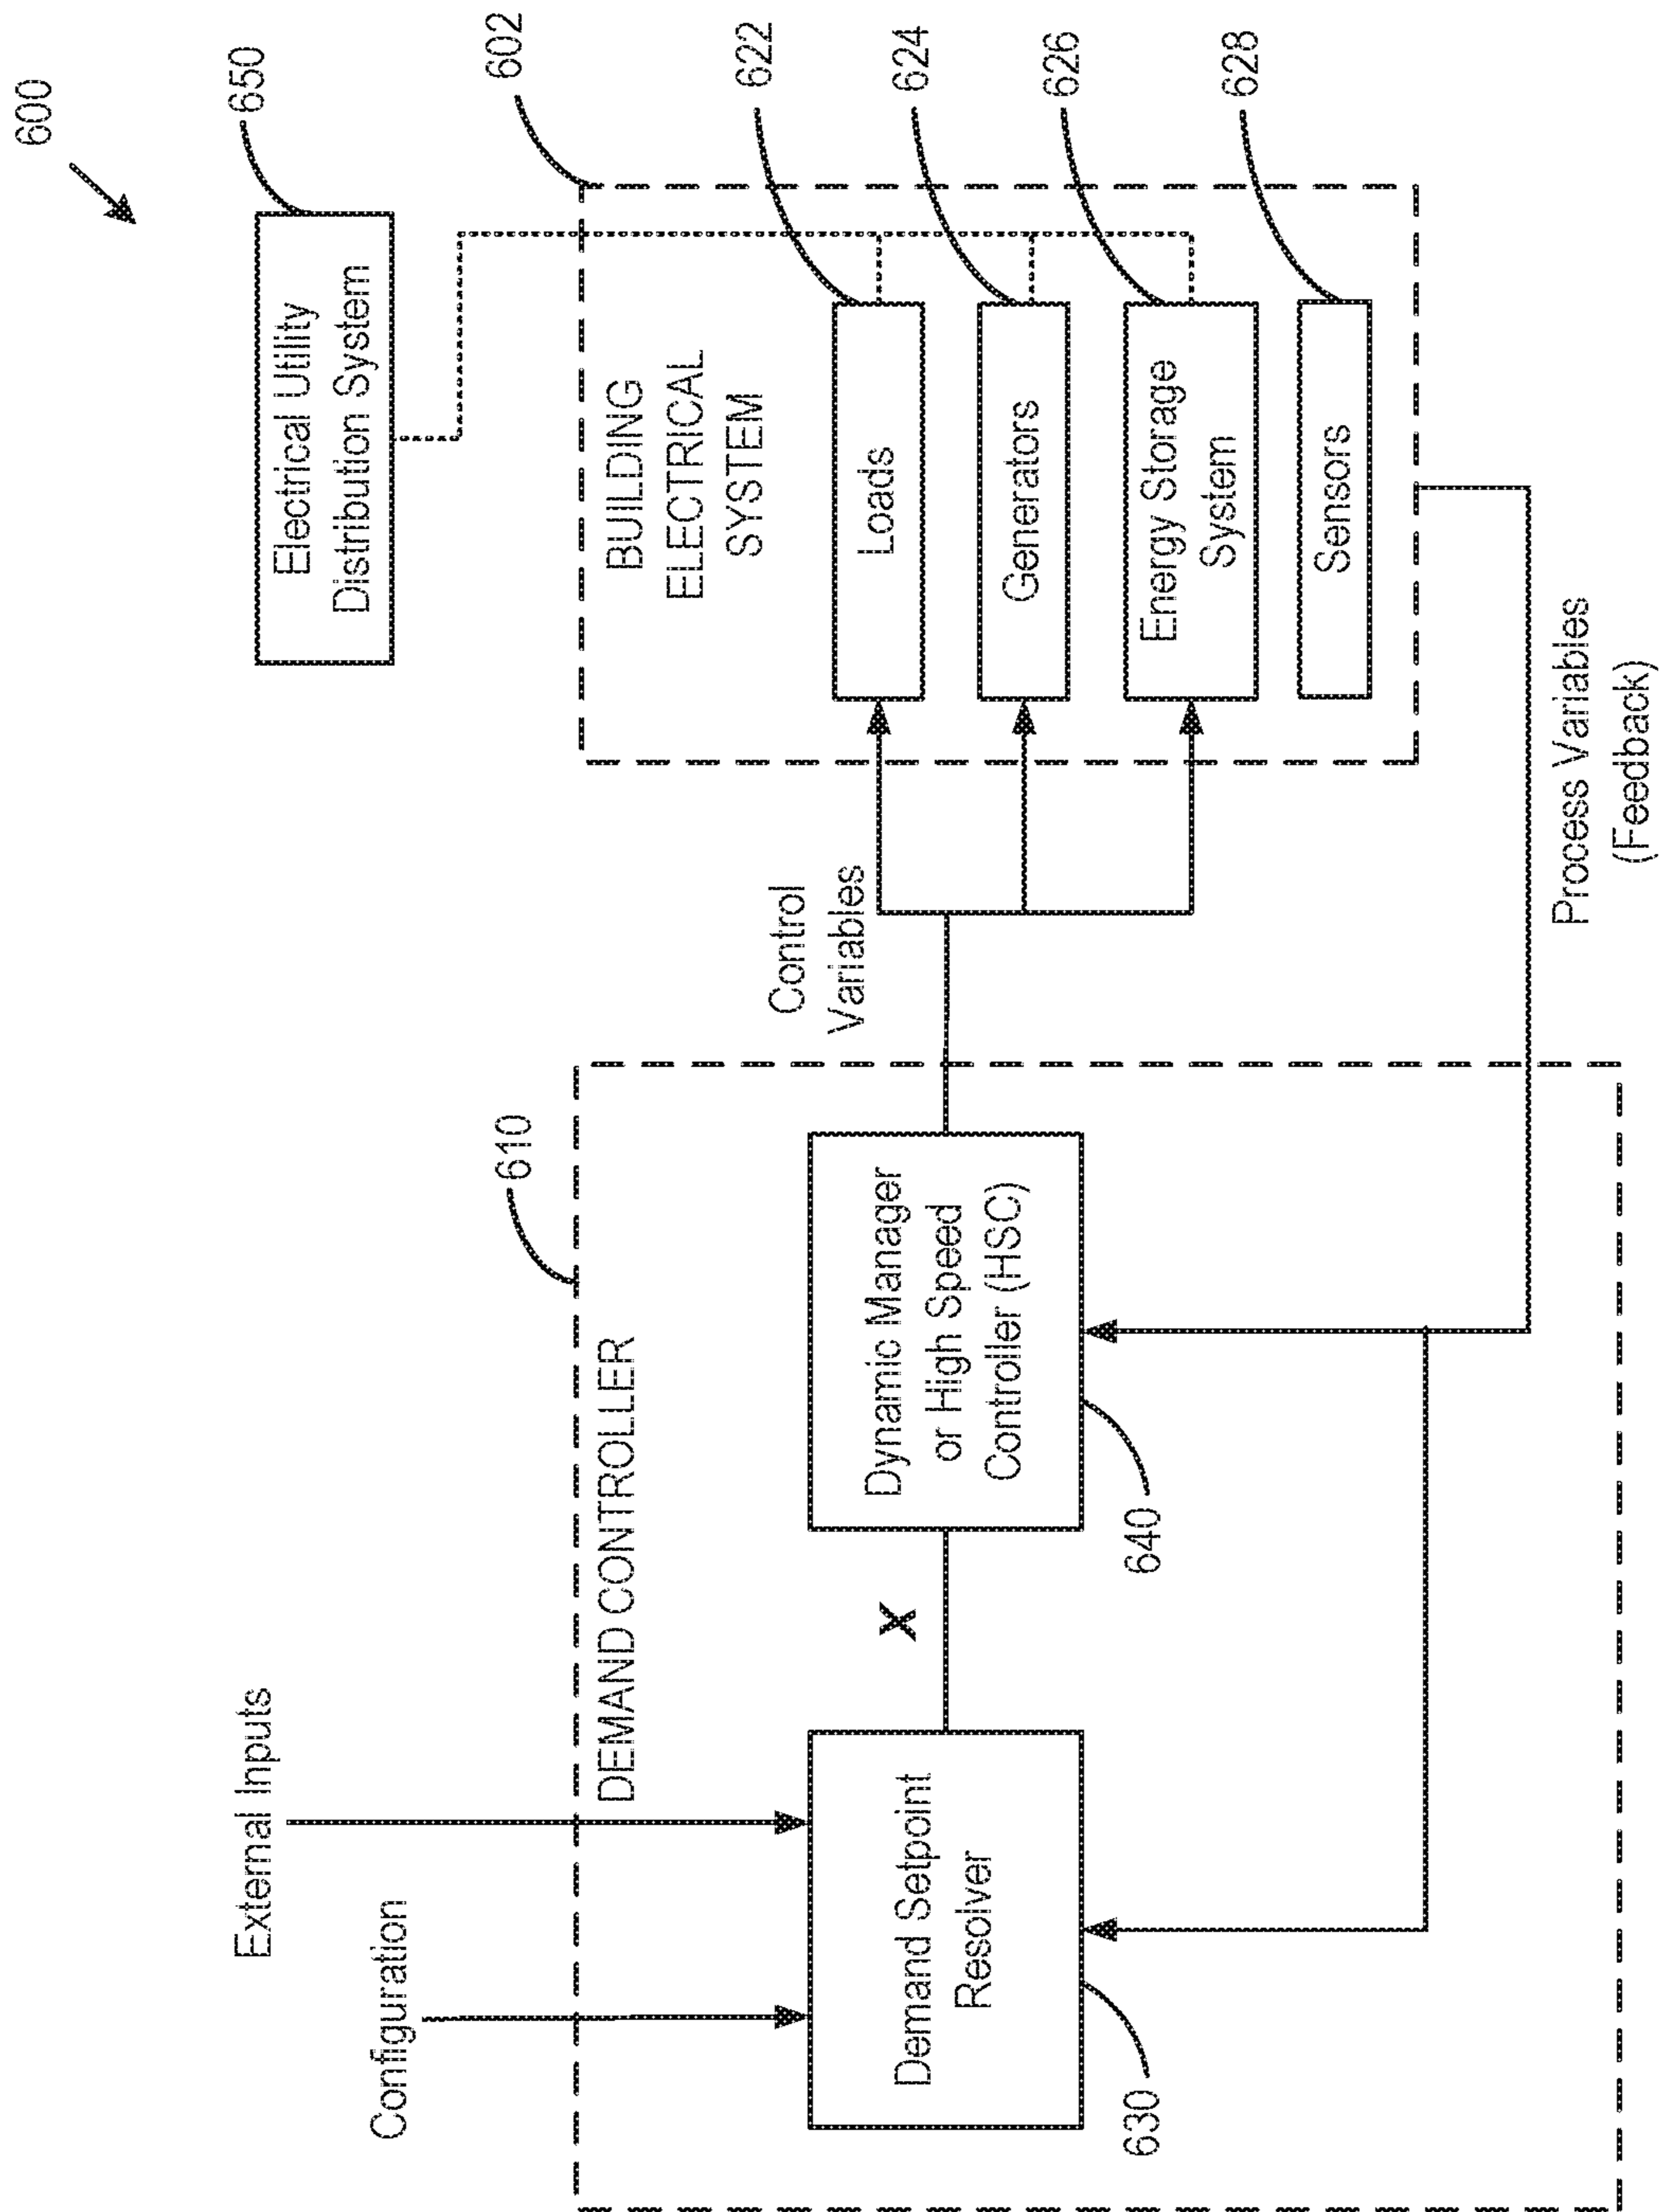 600
Electrical Utility
Distribution System
650
602
BUILDING
ELECTRICAL
SYSTEM
Loads
622
Generators
624
Energy Storage
System
626
Sensors
628
Control
Variables
Process Variables
(Feedback)
External Inputs
Configuration
610
DEMAND CONTROLLER
Demand Setpoint
Resolver
630
X
Dynamic Manager
or High Speed
Controller (HSC)
640